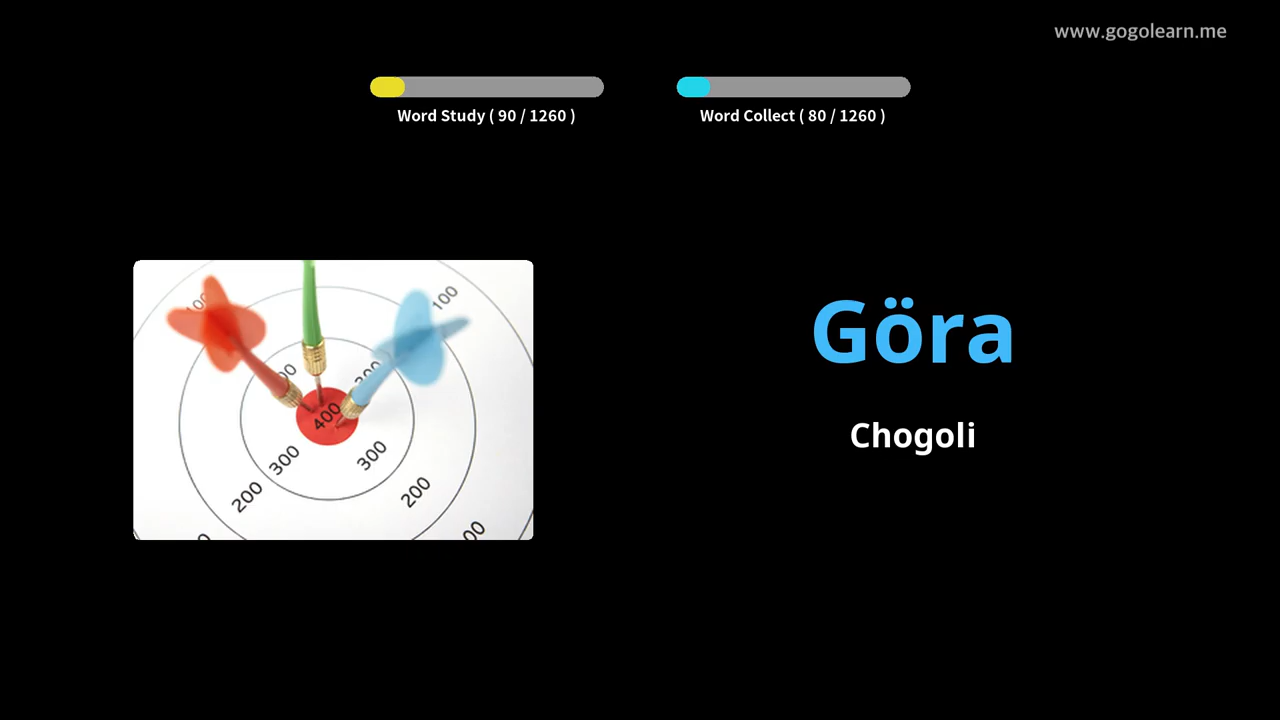 www.gogolearn.me
Word Study ( 90 / 1260 )
Word Collect ( 80 / 1260 )
100
100
200
400
300
300
200
200
Göra
Chogoli